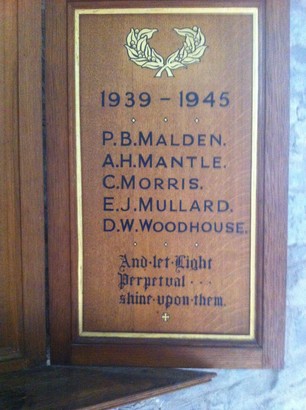 1939 - 1945
P.B.MALDEN.
A.H.MANTLE.
C.MORRIS.
E.J.MULLARD.
D.W.WOODHOUSE.
And·let·Light
Perpetual · · ·
shine·upon·them.